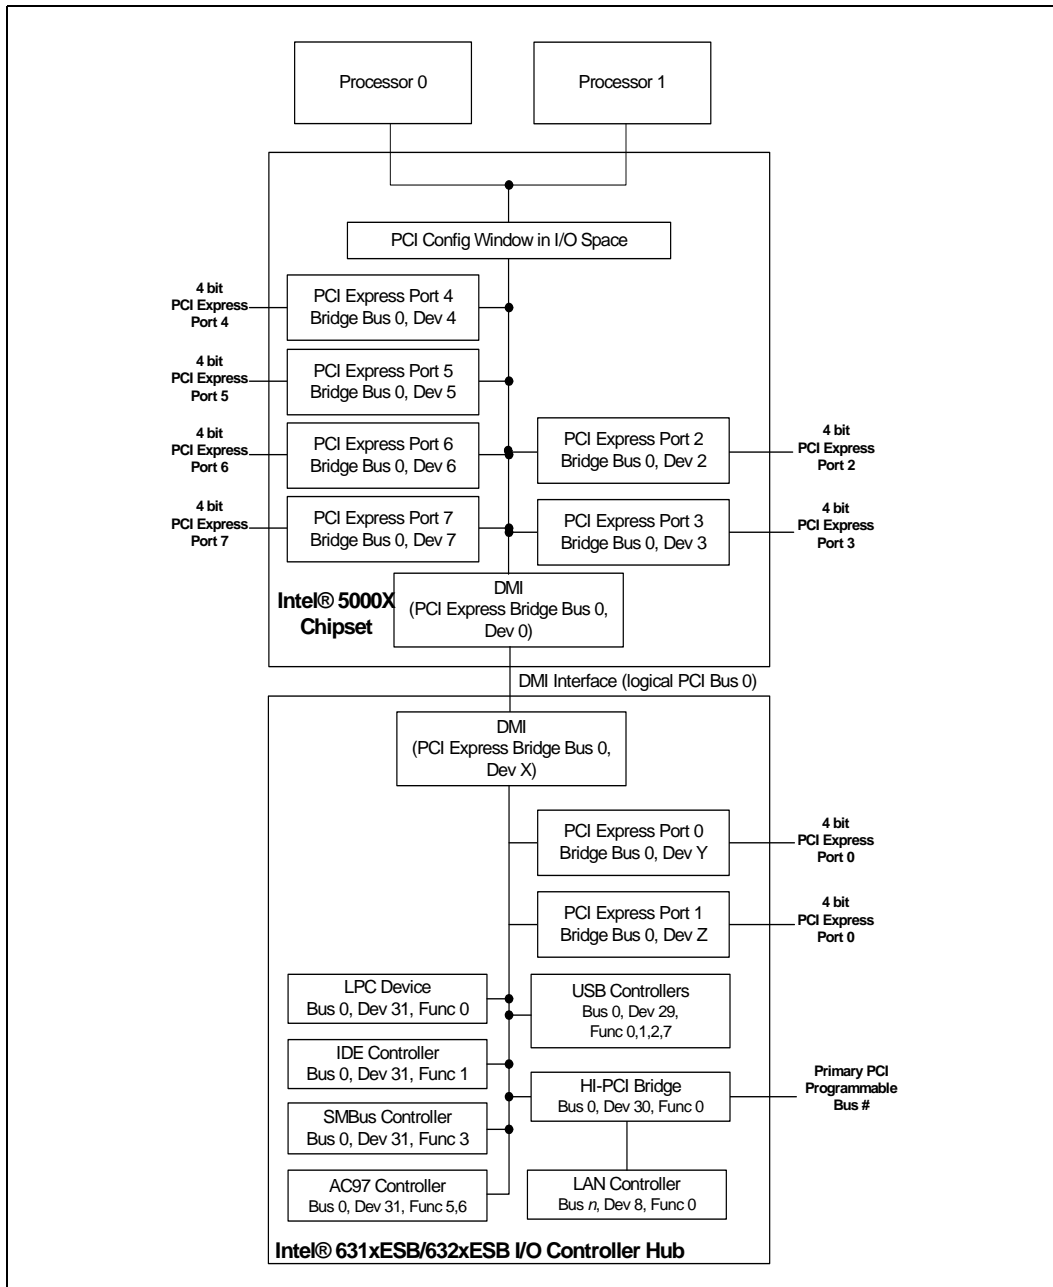 Processor 0
Processor 1
PCI Config Window in I/O Space
4 bit
PCI Express
Port 4
PCI Express Port 4
Bridge Bus 0, Dev 4
4 bit
PCI Express
Port 5
PCI Express Port 5
Bridge Bus 0, Dev 5
4 bit
PCI Express
Port 6
PCI Express Port 6
Bridge Bus 0, Dev 6
PCI Express Port 2
Bridge Bus 0, Dev 2
4 bit
PCI Express
Port 2
4 bit
PCI Express
Port 7
PCI Express Port 7
Bridge Bus 0, Dev 7
PCI Express Port 3
Bridge Bus 0, Dev 3
4 bit
PCI Express
Port 3
Intel® 5000X
Chipset
DMI
(PCI Express Bridge Bus 0,
Dev 0)
DMI Interface (logical PCI Bus 0)
DMI
(PCI Express Bridge Bus 0,
Dev X)
PCI Express Port 0
Bridge Bus 0, Dev Y
4 bit
PCI Express
Port 0
PCI Express Port 1
Bridge Bus 0, Dev Z
4 bit
PCI Express
Port 0
LPC Device
Bus 0, Dev 31, Func 0
USB Controllers
Bus 0, Dev 29,
Func 0,1,2,7
IDE Controller
Bus 0, Dev 31, Func 1
HI-PCI Bridge
Bus 0, Dev 30, Func 0
Primary PCI
Programmable
Bus #
SMBus Controller
Bus 0, Dev 31, Func 3
AC97 Controller
Bus 0, Dev 31, Func 5,6
LAN Controller
Bus n, Dev 8, Func 0
Intel® 631xESB/632xESB I/O Controller Hub